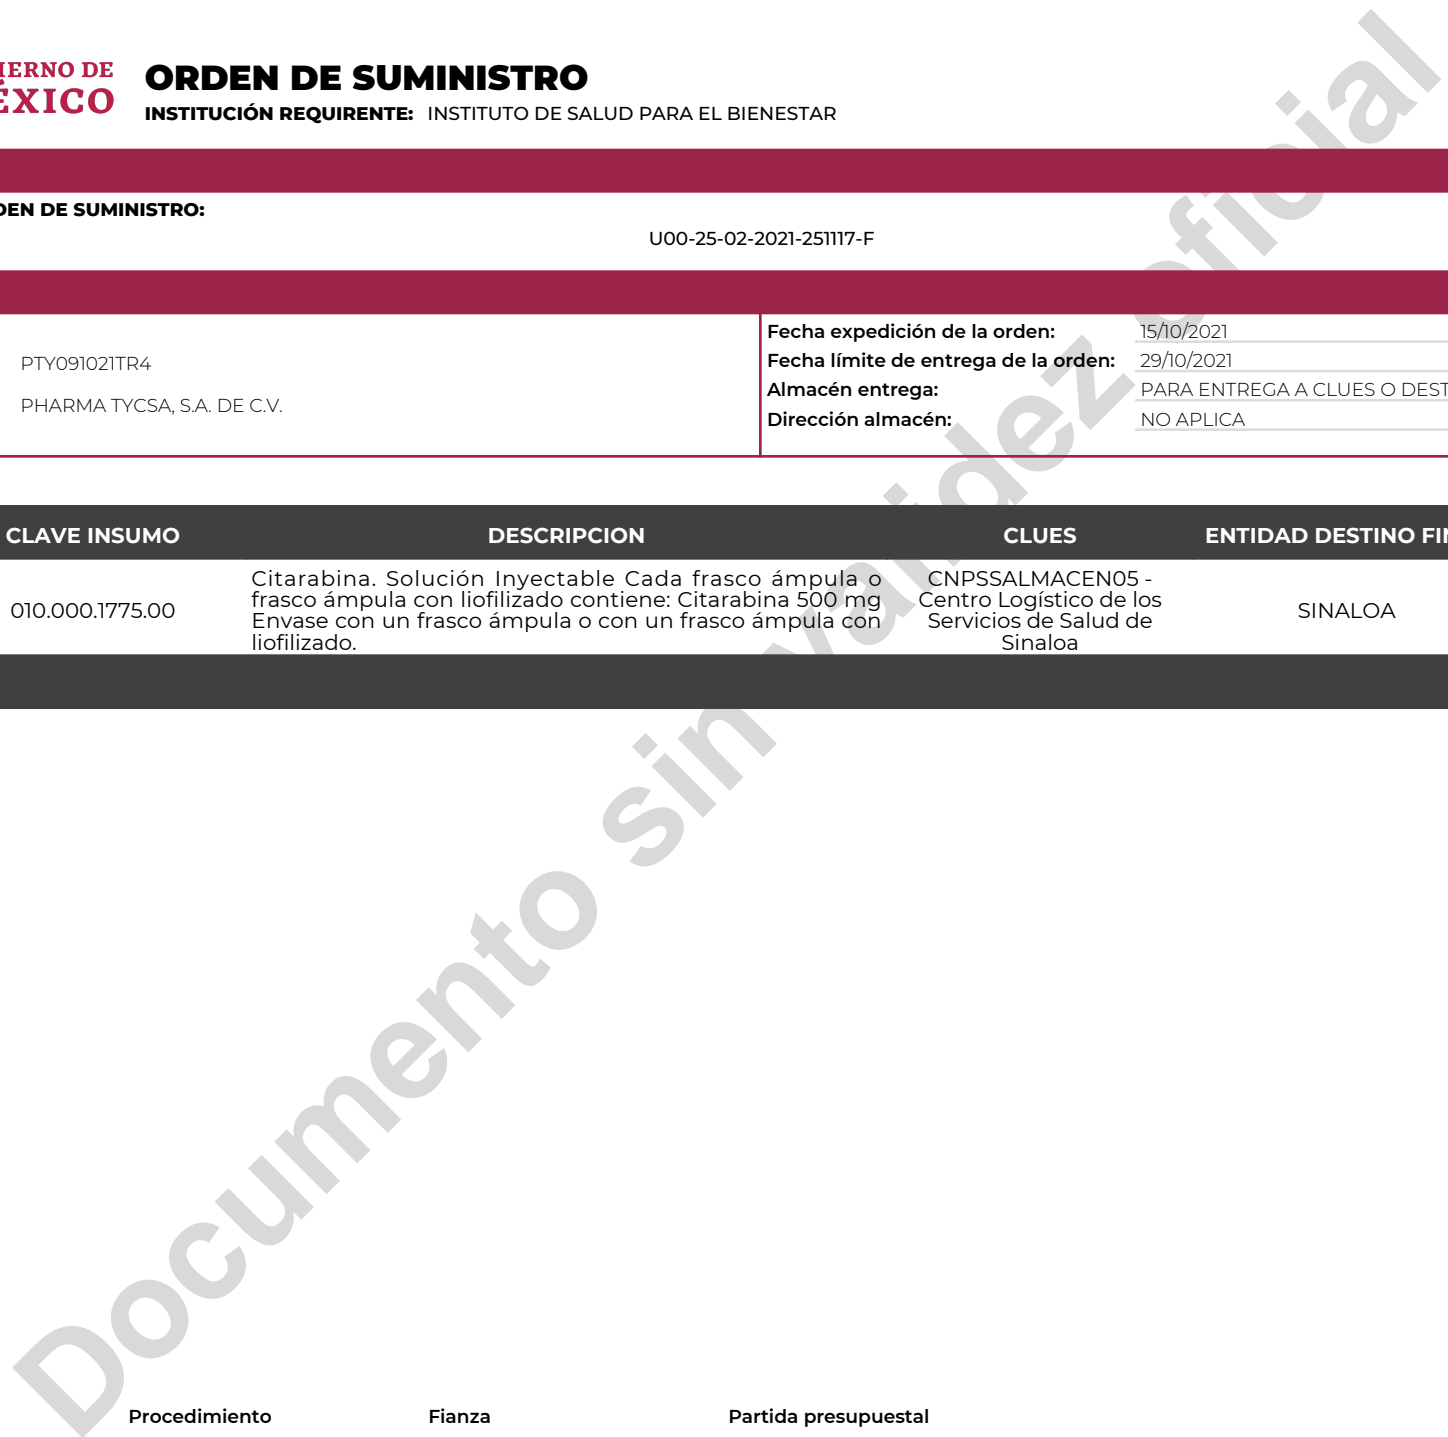 IERNO DE
ÉXICO
ORDEN DE SUMINISTRO
INSTITUCIÓN REQUIRENTE: INSTITUTO DE SALUD PARA EL BIENESTAR
DEN DE SUMINISTRO:
U00-25-02-2021-251117-F
PTY091021TR4
PHARMA TYCSA, S.A. DE C.V.
Fecha expedición de la orden: 15/10/2021
Fecha límite de entrega de la orden: 29/10/2021
Almacén entrega: PARA ENTREGA A CLUES O DEST
Dirección almacén: NO APLICA
CLAVE INSUMO DESCRIPCION CLUES ENTIDAD DESTINO FIN
010.000.1775.00
Citarabina. Solución Inyectable Cada frasco ámpula o
frasco ámpula con liofilizado contiene: Citarabina 500 mg
Envase con un frasco ámpula o con un frasco ámpula con
liofilizado.
CNPSSALMACEN05 -
Centro Logístico de los
Servicios de Salud de
Sinaloa
SINALOA
Documento sin validez oficial
Procedimiento Fianza Partida presupuestal